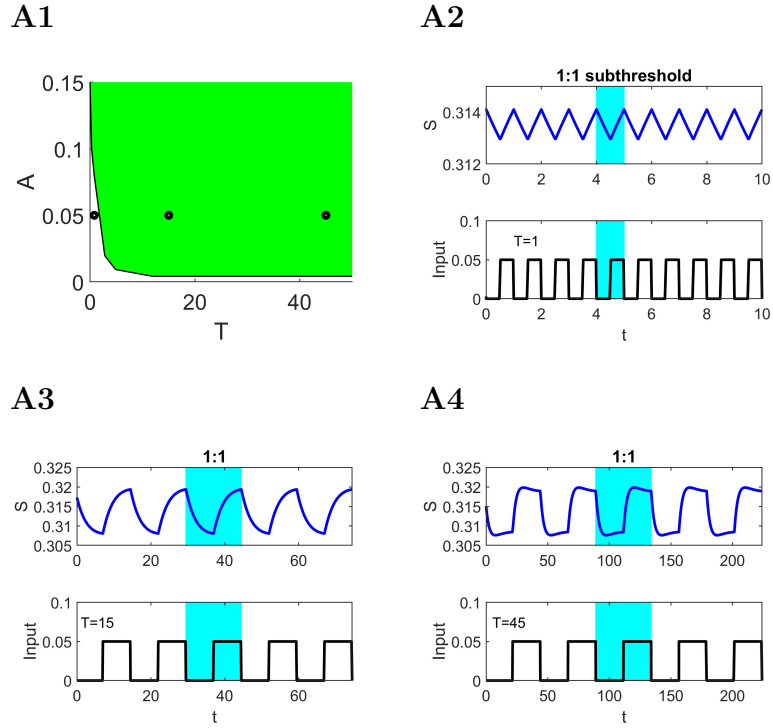 A1
0.15
0.1
0.05
0
A
0 20 40
T
A2
1:1 subthreshold
0.314
0.312
S
0 2 4 6 8 10
0.1
0.05
0
Input
T=1
0 2 4 6 8 10
t
A3
1:1
0.325
0.32
0.315
0.31
0.305
S
0 20 40 60
0.1
0.05
0
Input
T=15
0 20 40 60
t
A4
1:1
0.325
0.32
0.315
0.31
0.305
S
0 50 100 150 200
0.1
0.05
0
Input
T=45
0 50 100 150 200
t